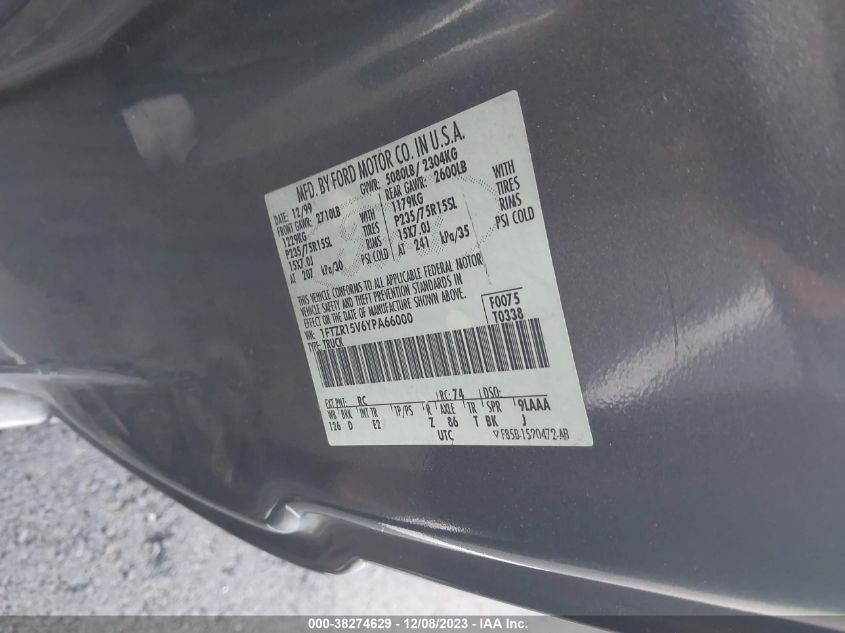 MFD. BY FORD MOTOR CO. IN U.S.A.
DATE: 12/99 GVWR: 5080LB/ 2304KG
FRONT GAWR: 2710LB REAR GAWR: 2600LB
1229KG WITH 1179KG WITH
P235/75R15SL TIRES P235/75R15SL TIRES
15X7.0J RINS 15X7.0J RINS
AT 207 kPa/30 PSI COLD AT 241 kPa/35 PSI COLD
THIS VEHICLE CONFORMS TO ALL APPLICABLE FEDERAL MOTOR
VEHICLE SAFETY AND BUMPER STANDARDS IN
EFFECT ON THE DATE OF MANUFACTURE SHOWN ABOVE.
VIN: 1FTZR15V6YPA66000 F0075
TYPE: TRUCK T0338
EXT PNT: RC RC: 74 DSO:
WB BRK INT TR TP/PS R AXLE TR SPR 9LAAA
126 D E2 Z 86 T BK J
UTC ▽F85B-1520472-AB
000-38274629 - 12/08/2023 - IAA Inc.